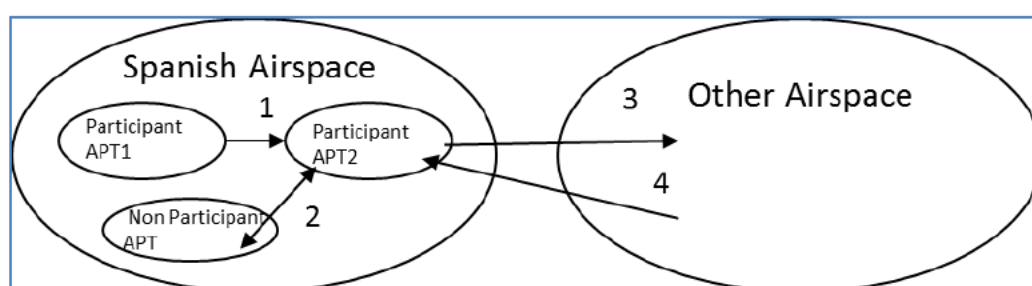 Spanish Airspace
1
Participant
APT1
Participant
APT2
Non Participant
APT
2
3
Other Airspace
4